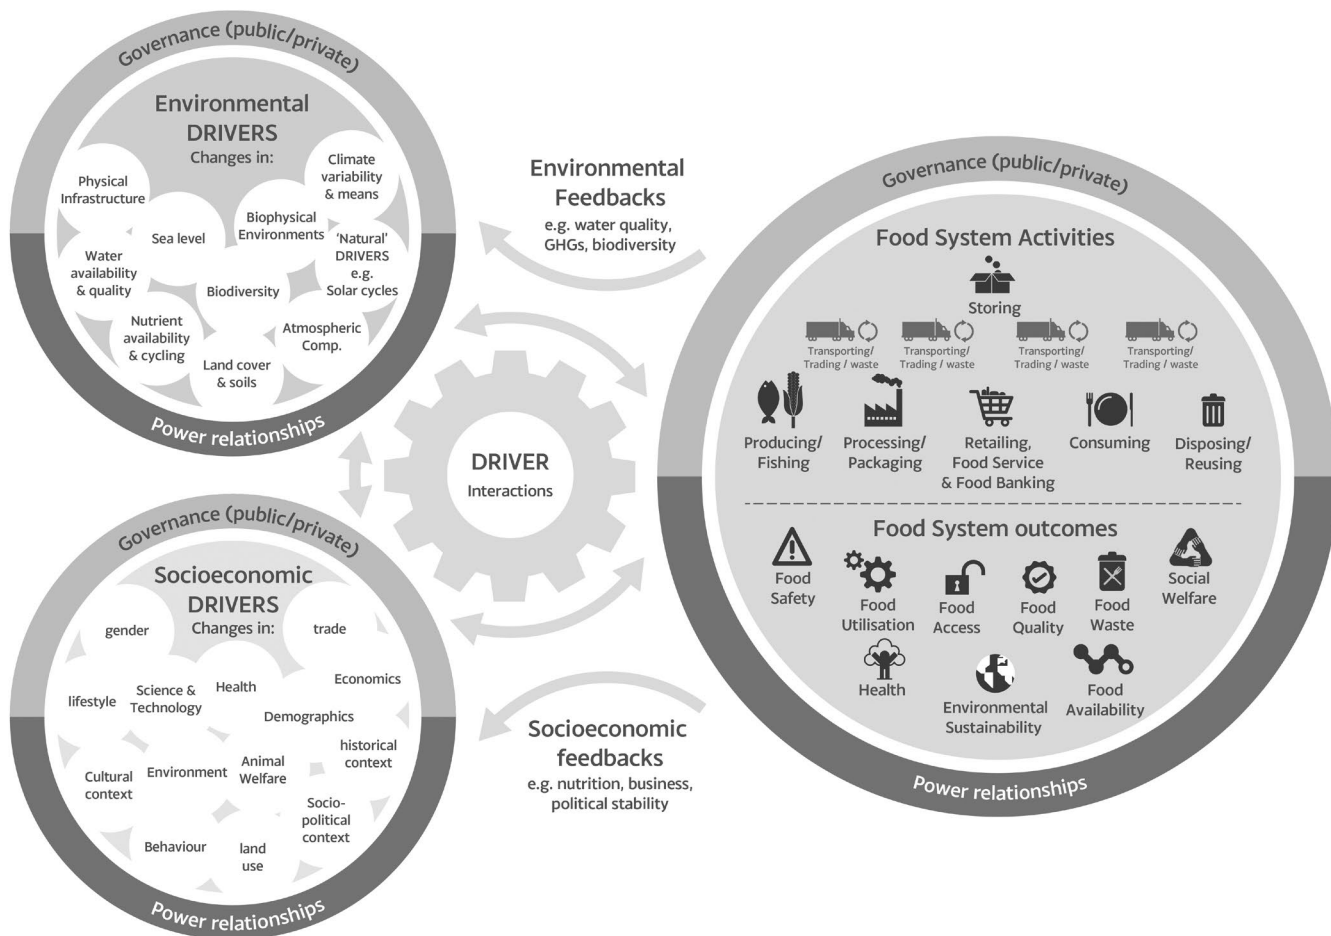 Governance (public/private)
Environmental
DRIVERS
Changes in:
Physical
Infrastructure
Climate
variability
& means
Sea level
Biophysical
Environments
Water
availability
& quality
Biodiversity
'Natural'
DRIVERS
e.g.
Solar cycles
Nutrient
availability
& cycling
Atmospheric
Comp.
Land cover
& soils
Power relationships
Governance (public/private)
Socioeconomic
DRIVERS
Changes in:
gender
trade
lifestyle
Science &
Technology
Health
Economics
Demographics
Cultural
context
Environment
Animal
Welfare
historical
context
Behaviour
land
use
Socio-
political
context
Power relationships
Environmental
Feedbacks
e.g. water quality,
GHGs, biodiversity
DRIVER
Interactions
Socioeconomic
feedbacks
e.g. nutrition, business,
political stability
Governance (public/private)
Food System Activities
Storing
Transporting/
Trading / waste
Transporting/
Trading / waste
Transporting/
Trading / waste
Transporting/
Trading / waste
Producing/
Fishing
Processing/
Packaging
Retailing,
Food Service
& Food Banking
Consuming
Disposing/
Reusing
Food System outcomes
Food
Safety
Food
Utilisation
Food
Access
Food
Quality
Food
Waste
Social
Welfare
Health
Environmental
Sustainability
Food
Availability
Power relationships